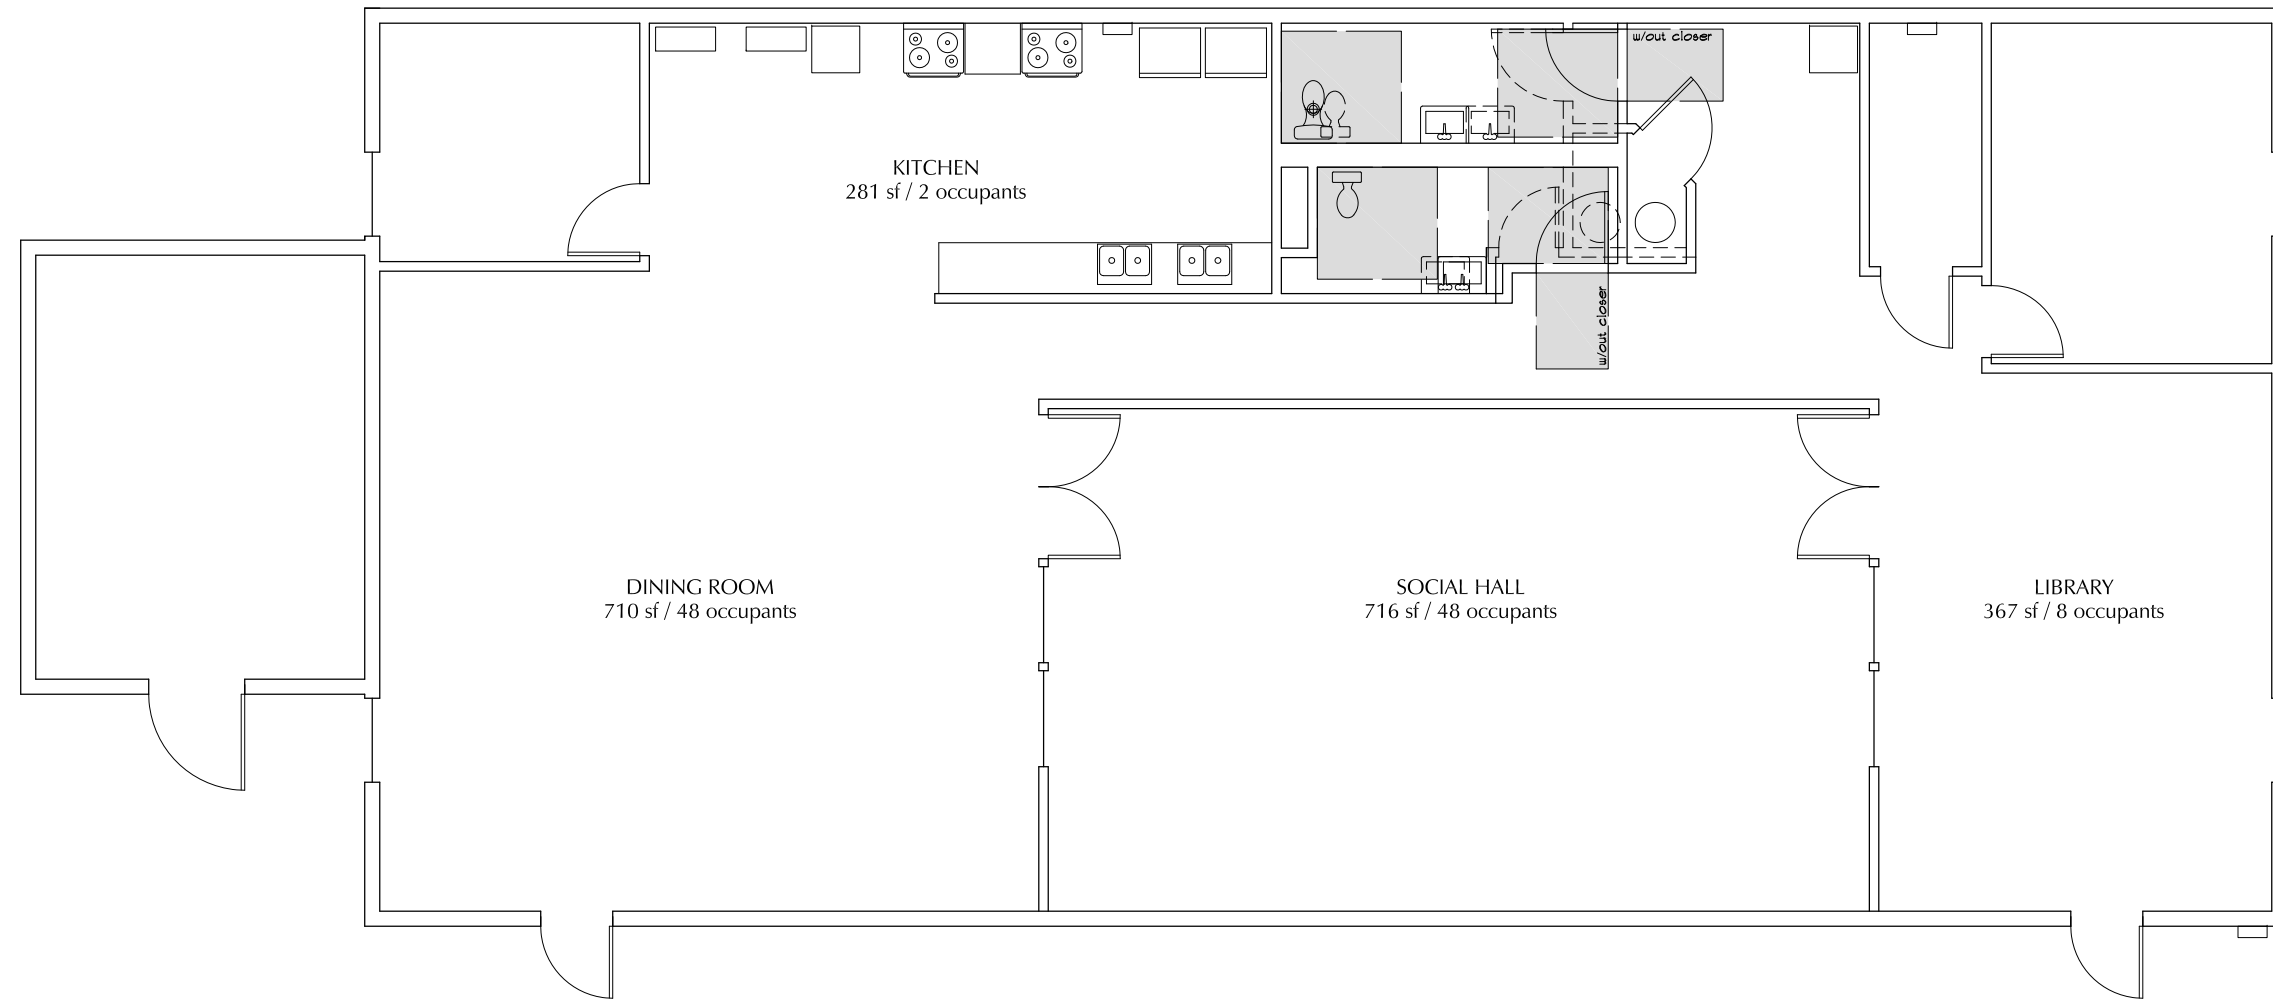 w/out closer
KITCHEN
281 sf / 2 occupants
w/out closer
DINING ROOM
710 sf / 48 occupants
SOCIAL HALL
716 sf / 48 occupants
LIBRARY
367 sf / 8 occupants